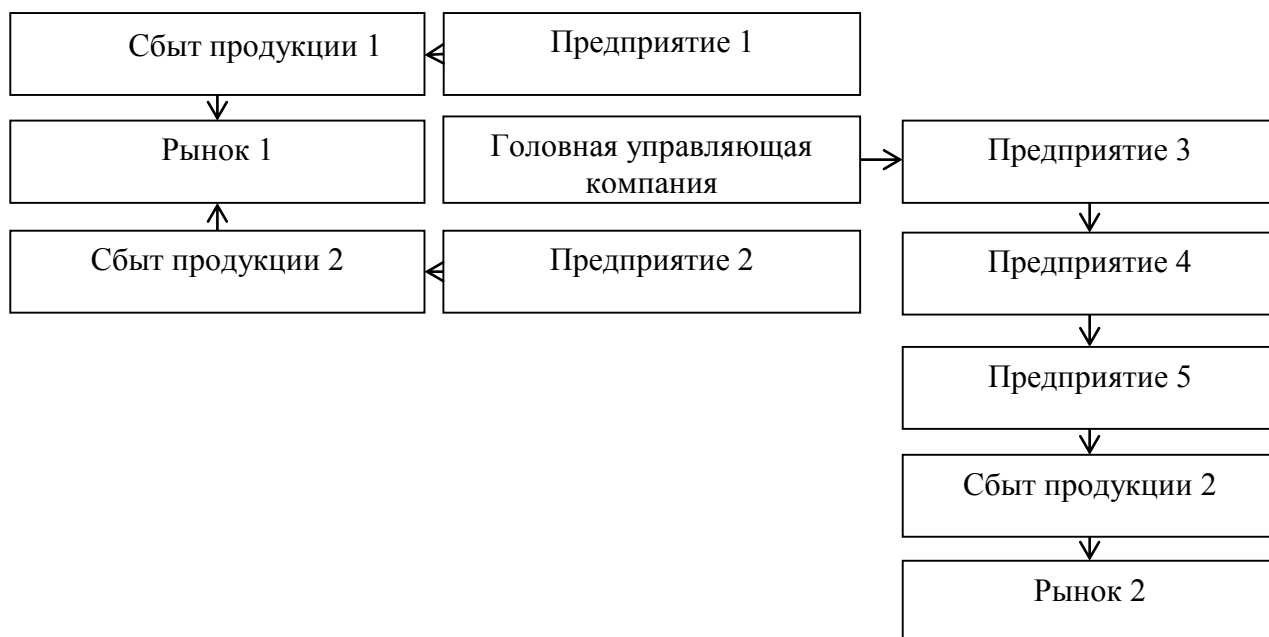 Сбыт продукции 1
Предприятие 1
Рынок 1
Головная управляющая
компания
Предприятие 3
Сбыт продукции 2
Предприятие 2
Предприятие 4
Предприятие 5
Сбыт продукции 2
Рынок 2